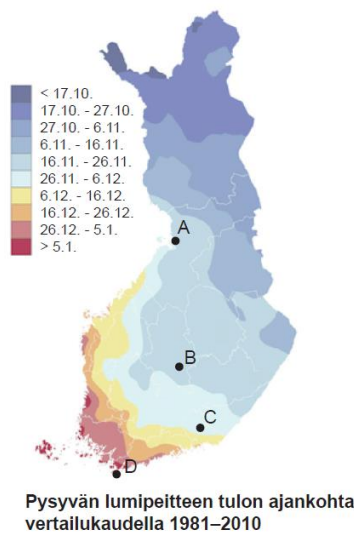 < 17.10.
17.10. - 27.10.
27.10. - 6.11.
6.11. - 16.11.
16.11. - 26.11.
26.11. - 6.12.
6.12. - 16.12.
16.12. - 26.12.
26.12. - 5.1.
> 5.1.
A
B
C
D
Pysyvän lumipeitteen tulon ajankohta
vertailukaudella 1981–2010